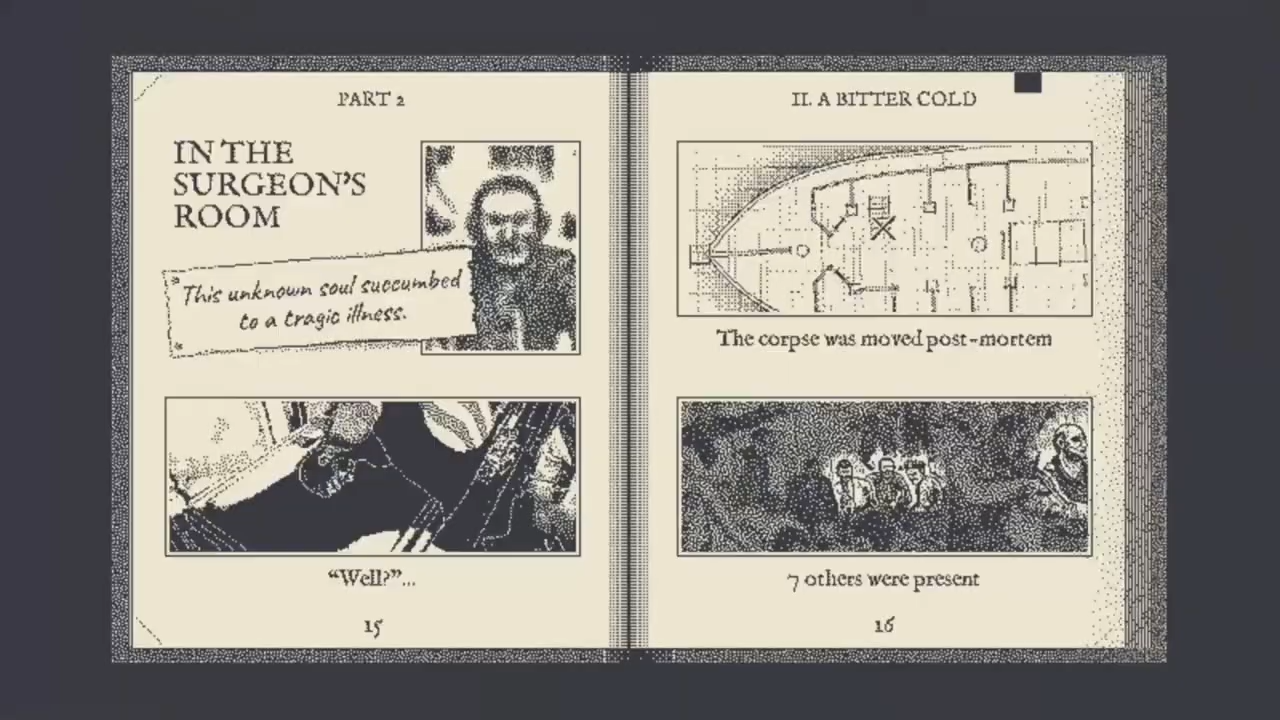 PART 2
IN THE
SURGEON'S
ROOM
This unknown soul succumbed
to a tragic illness.
“Well?”...
15
II. A BITTER COLD
The corpse was moved post-mortem
7 others were present
16